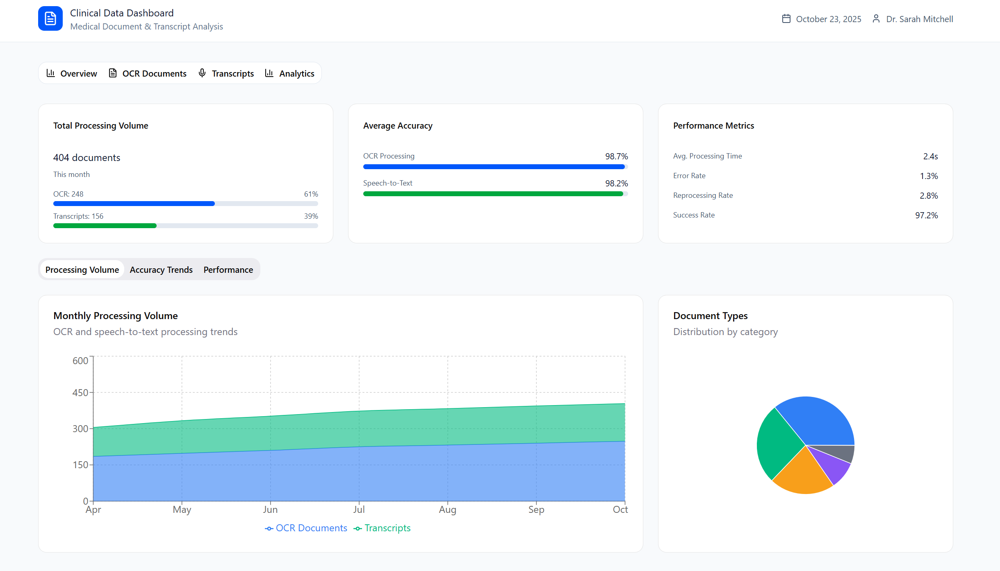 Clinical Data Dashboard
Medical Document & Transcript Analysis
October 23, 2025
Dr. Sarah Mitchell
Overview
OCR Documents
Transcripts
Analytics
Total Processing Volume
404 documents
This month
OCR: 248
61%
Transcripts: 156
39%
Average Accuracy
OCR Processing
98.7%
Speech-to-Text
98.2%
Performance Metrics
Avg. Processing Time
2.4s
Error Rate
1.3%
Reprocessing Rate
2.8%
Success Rate
97.2%
Processing Volume
Accuracy Trends
Performance
Monthly Processing Volume
OCR and speech-to-text processing trends
600
450
300
150
0
Apr
May
Jun
Jul
Aug
Sep
Oct
OCR Documents
Transcripts
Document Types
Distribution by category